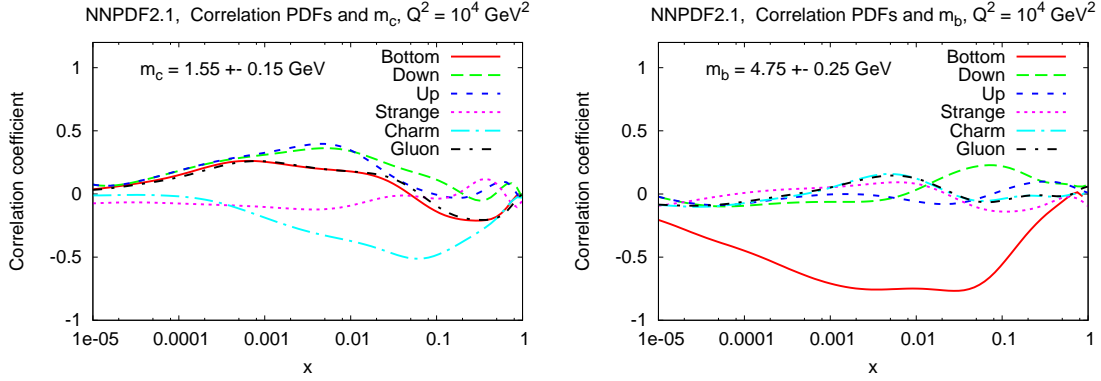 NNPDF2.1, Correlation PDFs and m_c, Q^2 = 10^4 GeV^2
m_c = 1.55 +- 0.15 GeV
Bottom
Down
Up
Strange
Charm
Gluon
Correlation coefficient
1
0.5
0
-0.5
-1
1e-05
0.0001
0.001
0.01
0.1
1
x
NNPDF2.1, Correlation PDFs and m_b, Q^2 = 10^4 GeV^2
m_b = 4.75 +- 0.25 GeV
Bottom
Down
Up
Strange
Charm
Gluon
Correlation coefficient
1
0.5
0
-0.5
-1
1e-05
0.0001
0.001
0.01
0.1
1
x